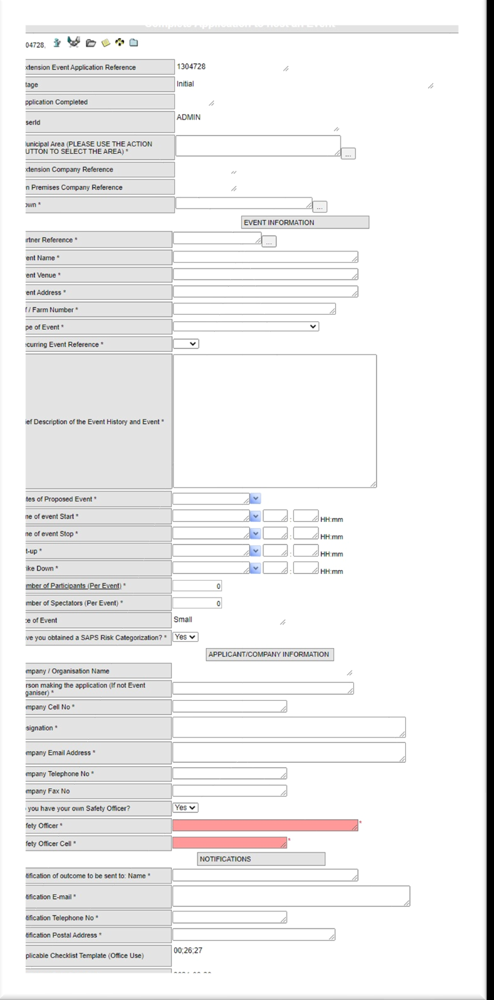 Complete Application to host an Event
04728,
xtension Event Application Reference 1304728
tage Initial
pplication Completed
serId ADMIN
unicipal Area (PLEASE USE THE ACTION
UTTON TO SELECT THE AREA) * ...
xtension Company Reference
n Premises Company Reference
own * ...
EVENT INFORMATION
rtner Reference * ...
ent Name *
ent Venue *
ent Address *
f / Farm Number *
pe of Event *
ecurring Event Reference *
ief Description of the Event History and Event *
tes of Proposed Event *
me of event Start * : HH:mm
me of event Stop * : HH:mm
t-up * : HH:mm
ike Down * : HH:mm
mber of Participants (Per Event) * 0
mber of Spectators (Per Event) * 0
ze of Event Small
ve you obtained a SAPS Risk Categorization? * Yes
APPLICANT/COMPANY INFORMATION
mpany / Organisation Name
rson making the application (If not Event
ganiser) *
mpany Cell No *
signation *
mpany Email Address *
mpany Telephone No *
mpany Fax No
you have your own Safety Officer? Yes
fety Officer * *
fety Officer Cell * *
NOTIFICATIONS
tification of outcome to be sent to: Name *
tification E-mail *
tification Telephone No *
tification Postal Address *
plicable Checklist Template (Office Use) 00;26;27